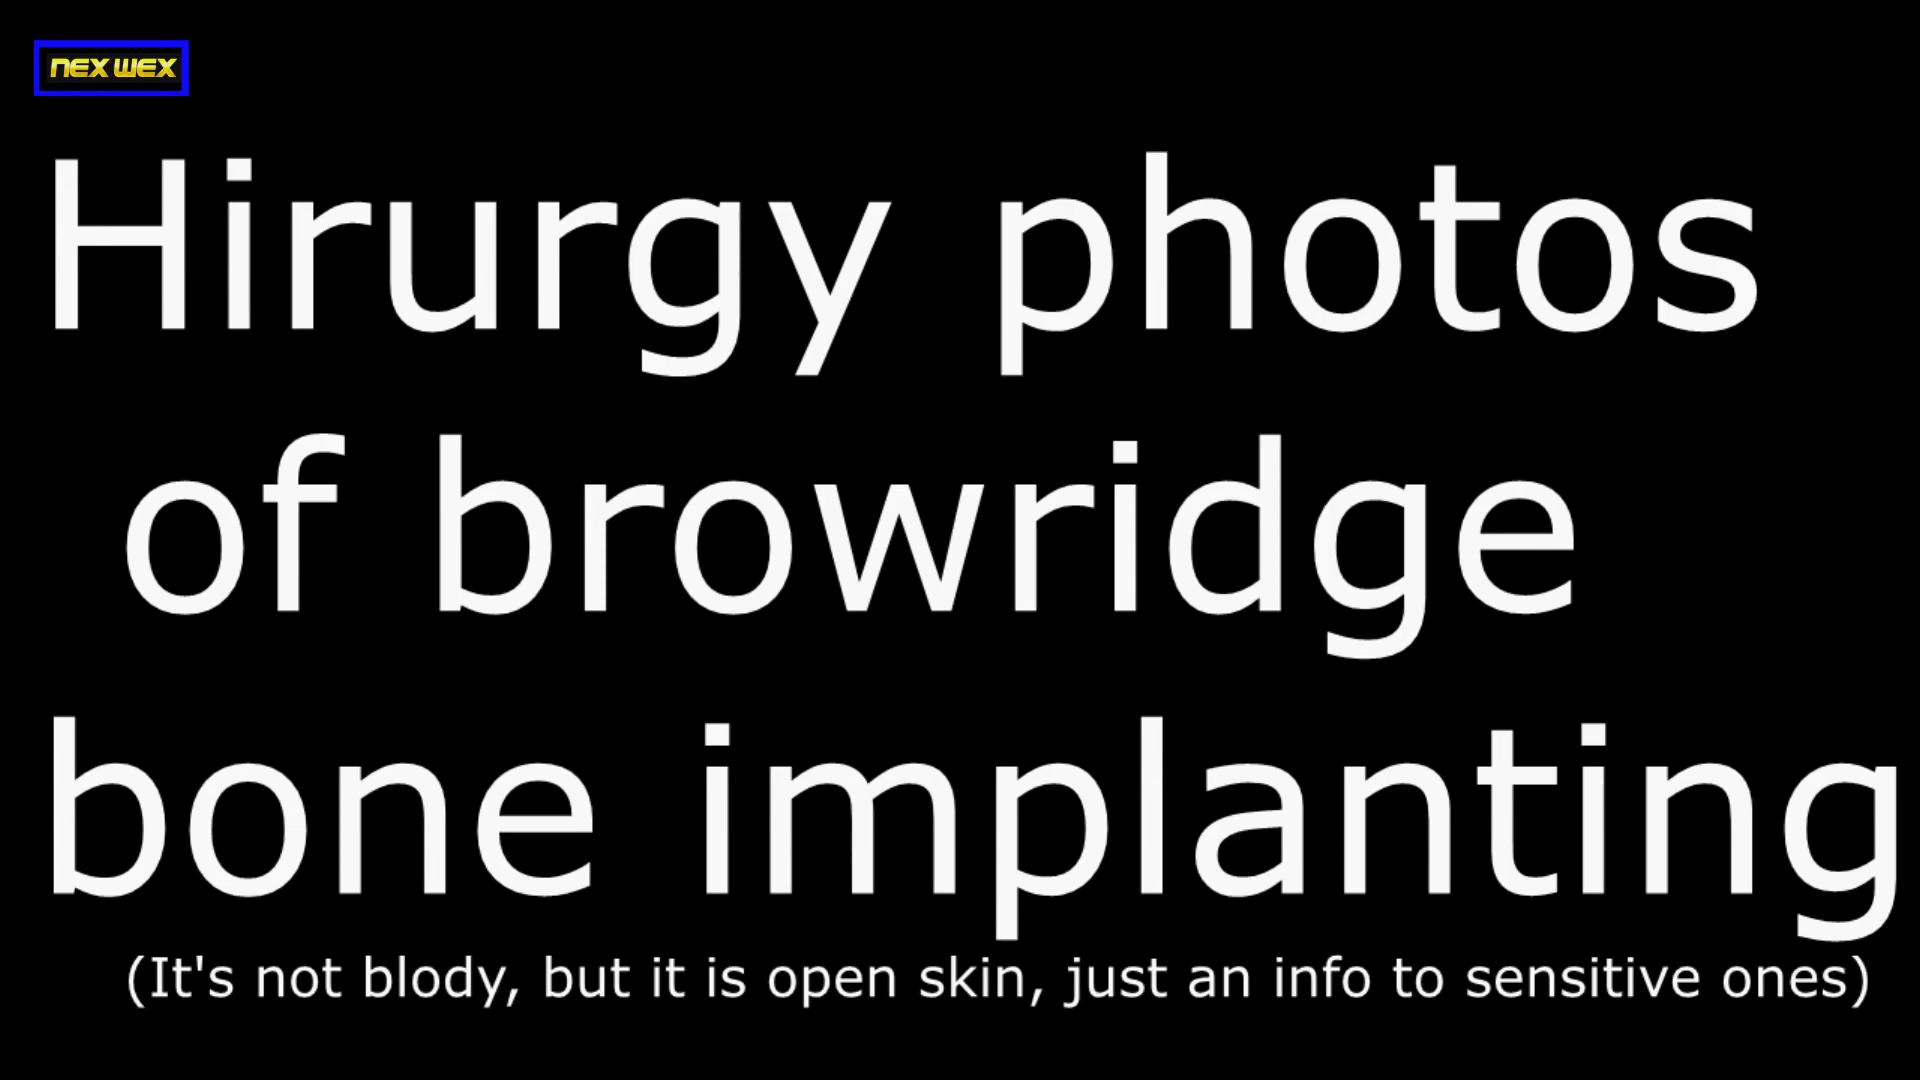 NEX WEX
Hirurgy photos
of browridge
bone implanting
(It's not blody, but it is open skin, just an info to sensitive ones)